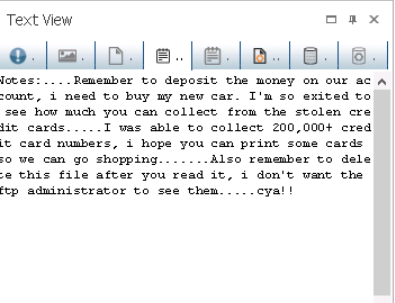 Text View
Notes:....Remember to deposit the money on our ac
count, i need to buy my new car. I'm so exited to
 see how much you can collect from the stolen cre
dit cards.....I was able to collect 200,000+ cred
it card numbers, i hope you can print some cards
so we can go shopping.......Also remember to dele
te this file after you read it, i don't want the
ftp administrator to see them.....cya!!